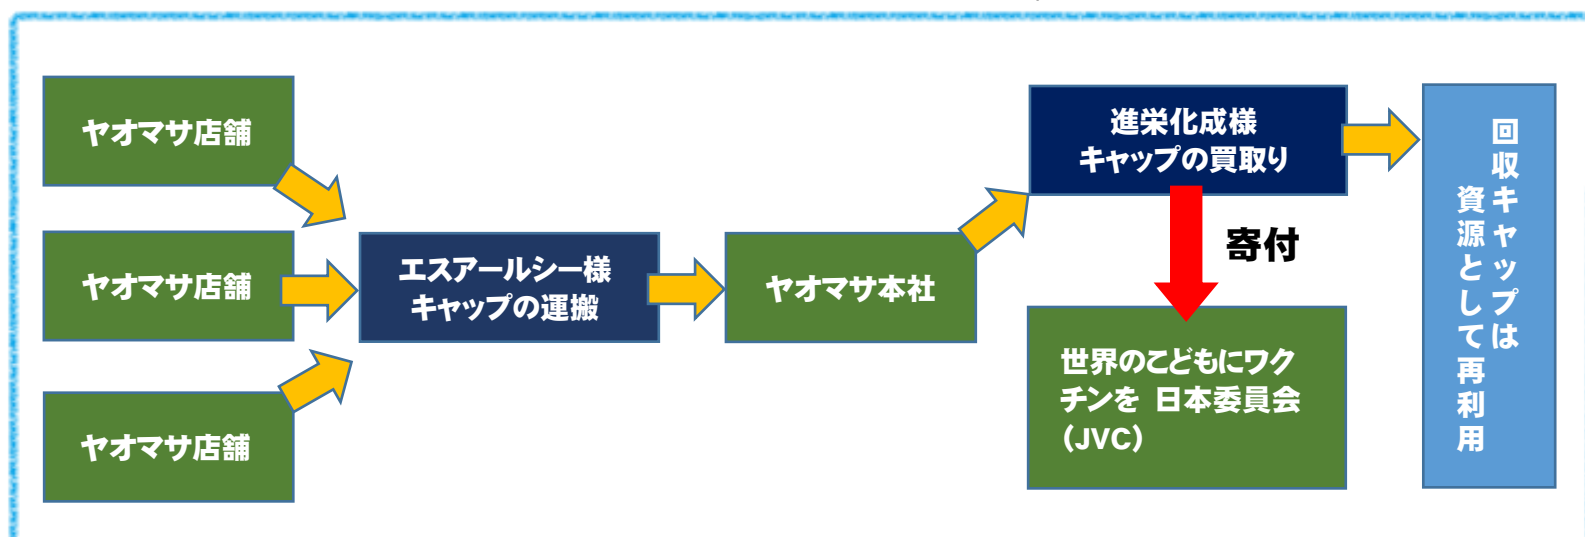 ヤオマサ店舗
ヤオマサ店舗
ヤオマサ店舗
エスアールシー様
キャップの運搬
ヤオマサ本社
進栄化成様
キャップの買取り
寄付
世界のこどもにワク
チンを 日本委員会
(JVC)
回収キャップは
資源として再利用